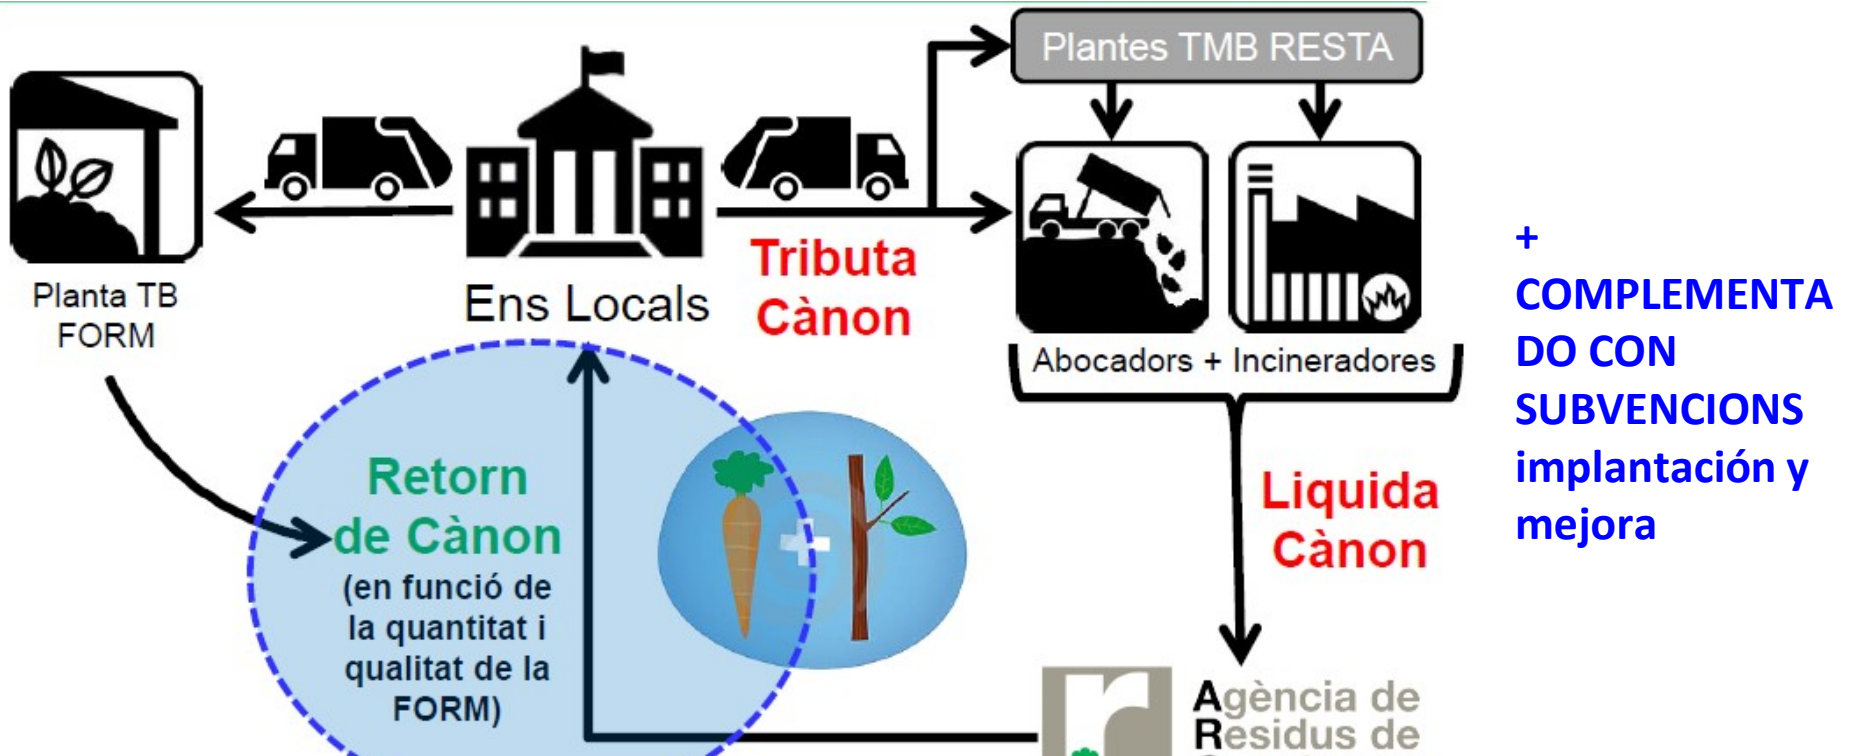 Plantes TMB RESTA
Planta TB
FORM
Ens Locals
Tributa
Cànon
Abocadors + Incineradores
+
COMPLEMENTA
DO CON
SUBVENCIONS
implantación y
mejora
Retorn
de Cànon
(en funció de
la quantitat i
qualitat de la
FORM)
Liquida
Cànon
Agència de
Residus de